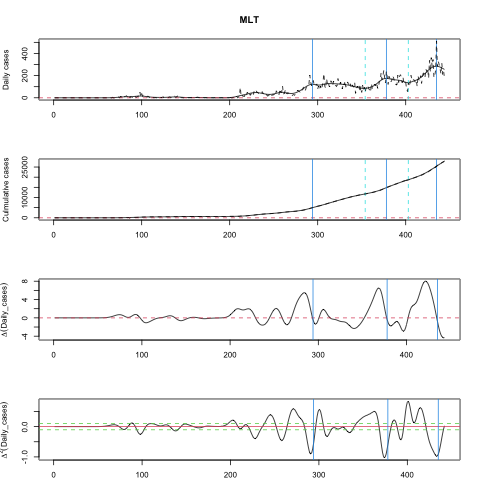 MLT
Daily cases
0 200 400
0 100 200 300 400
Culmulative cases
0 10000 25000
0 100 200 300 400
Δ(Daily_cases)
-4 0 4 8
0 100 200 300 400
Δ²(Daily_cases)
-1.0 0.0
0 100 200 300 400